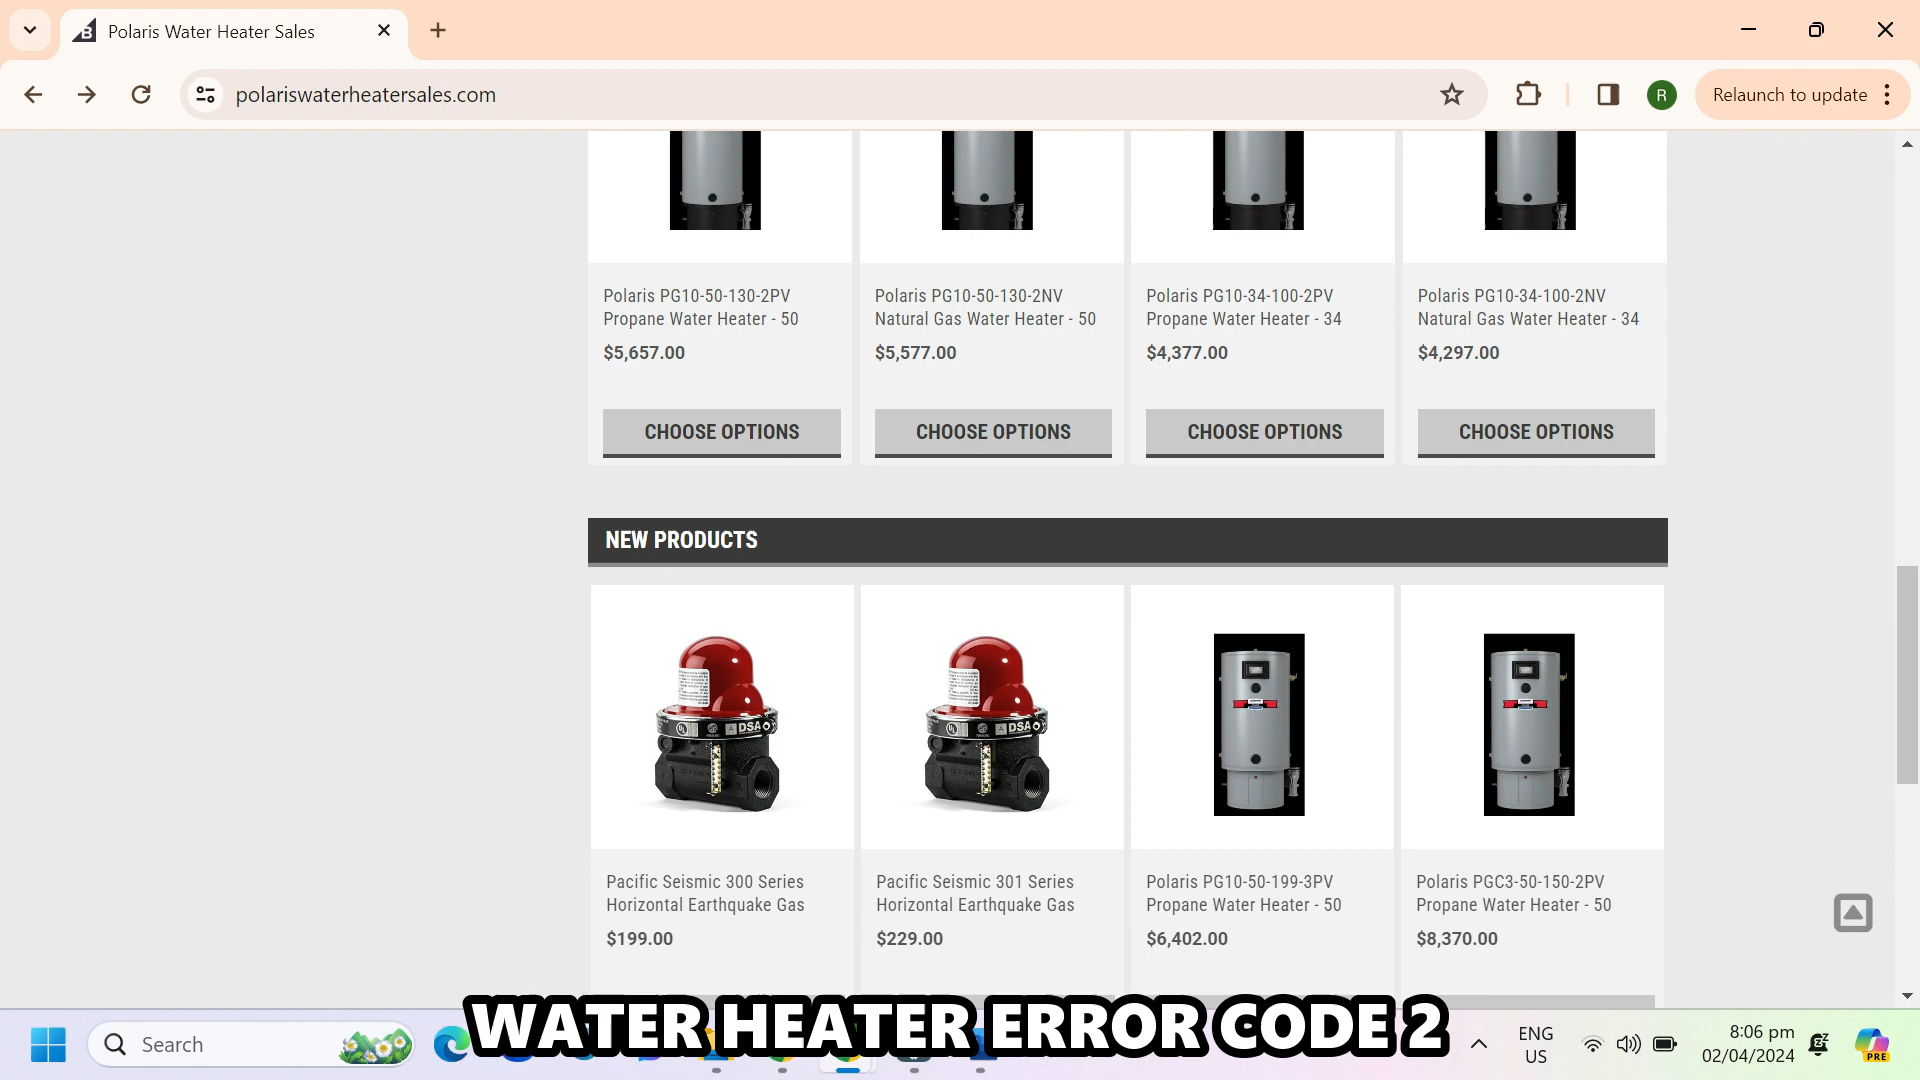 Polaris Water Heater Sales
polariswaterheatersales.com
R
Relaunch to update
Polaris PG10-50-130-2PV
Propane Water Heater - 50
$5,657.00
CHOOSE OPTIONS
Polaris PG10-50-130-2NV
Natural Gas Water Heater - 50
$5,577.00
CHOOSE OPTIONS
Polaris PG10-34-100-2PV
Propane Water Heater - 34
$4,377.00
CHOOSE OPTIONS
Polaris PG10-34-100-2NV
Natural Gas Water Heater - 34
$4,297.00
CHOOSE OPTIONS
NEW PRODUCTS
DSA
DSA
Pacific Seismic 300 Series
Horizontal Earthquake Gas
$199.00
Pacific Seismic 301 Series
Horizontal Earthquake Gas
$229.00
Polaris PG10-50-199-3PV
Propane Water Heater - 50
$6,402.00
Polaris PGC3-50-150-2PV
Propane Water Heater - 50
$8,370.00
WATER HEATER ERROR CODE 2
Search
ENG
US
8:06 pm
02/04/2024
PRE